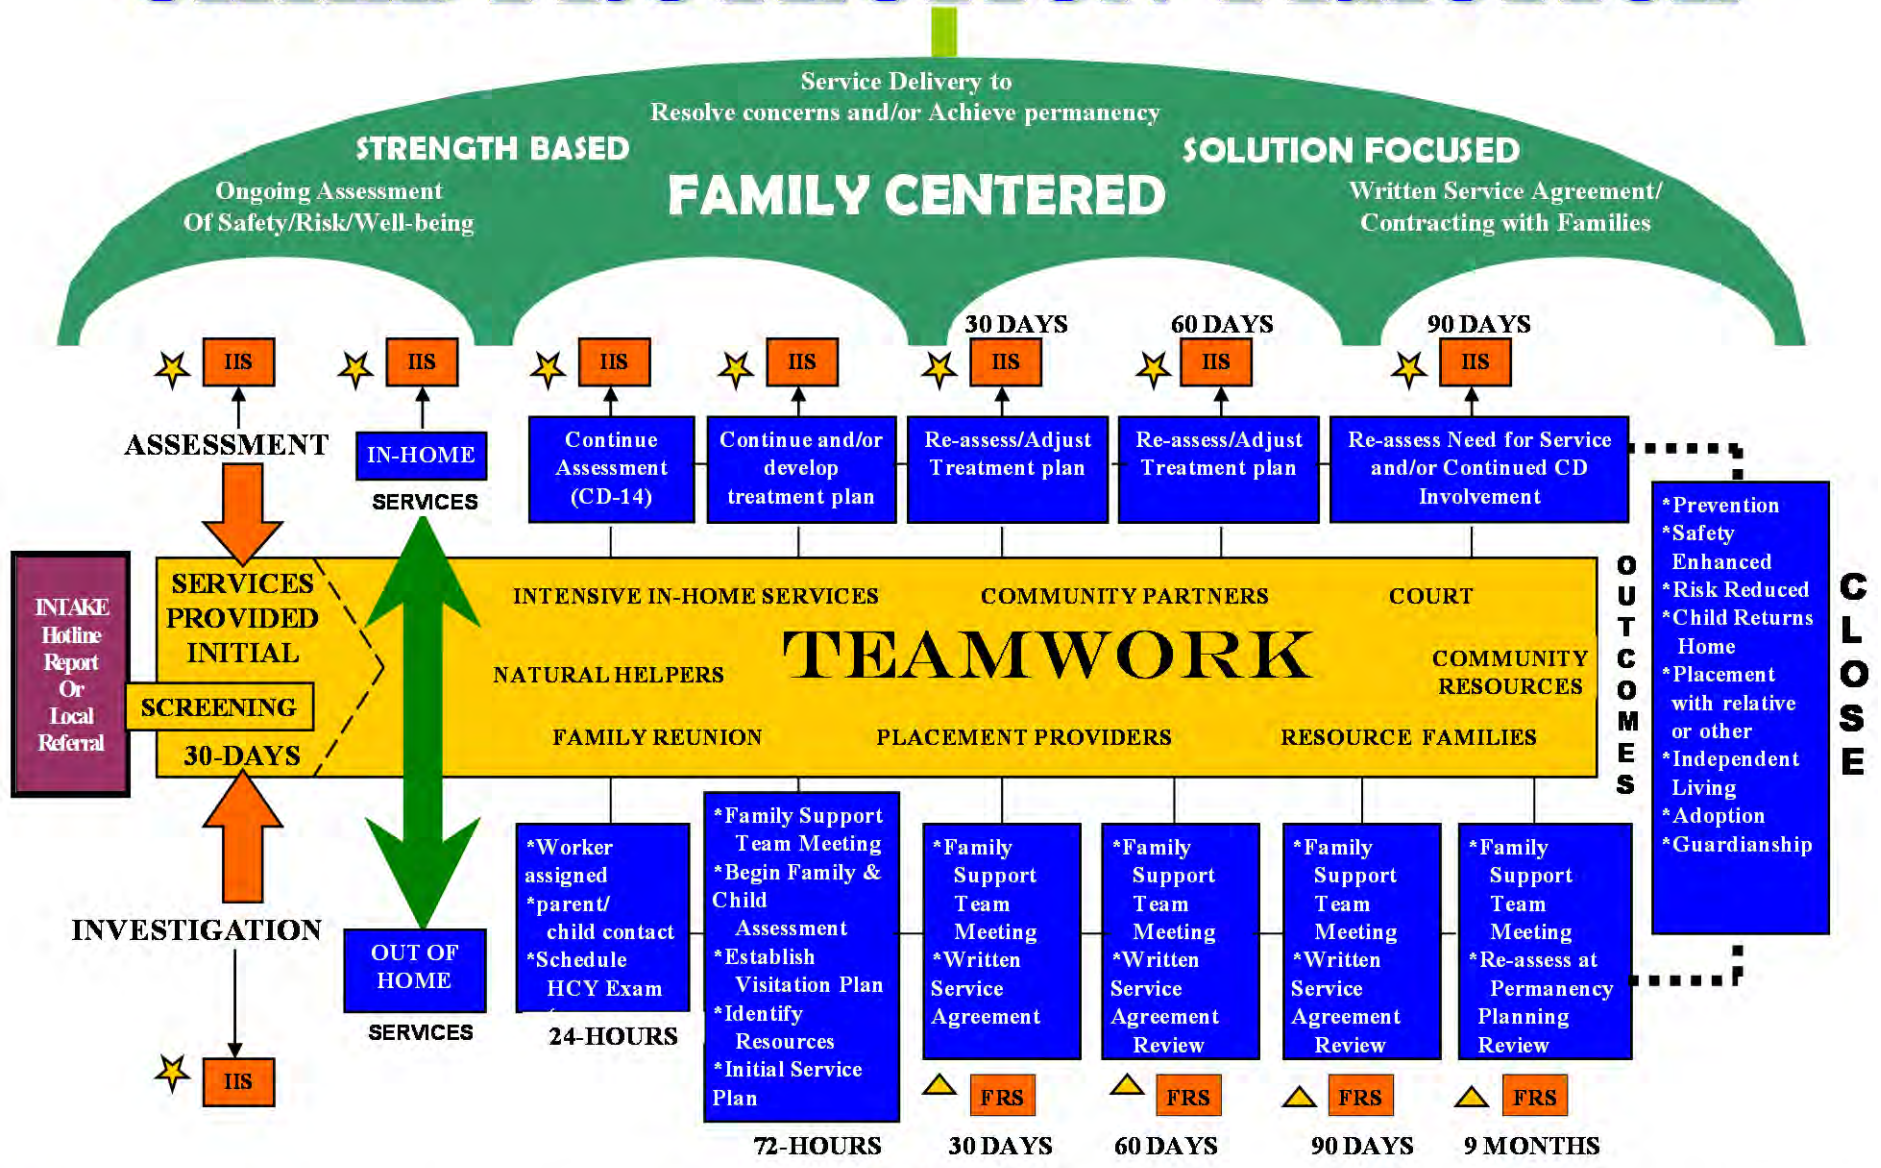 Service Delivery to
Resolve concerns and/or Achieve permanency
STRENGTH BASED
SOLUTION FOCUSED
FAMILY CENTERED
Ongoing Assessment
Of Safety/Risk/Well-being
Written Service Agreement/
Contracting with Families
30 DAYS
60 DAYS
90 DAYS
IIS
IIS
IIS
IIS
IIS
IIS
IIS
ASSESSMENT
IN-HOME
SERVICES
Continue
Assessment
(CD-14)
Continue and/or
develop
treatment plan
Re-assess/Adjust
Treatment plan
Re-assess/Adjust
Treatment plan
Re-assess Need for Service
and/or Continued CD
Involvement
INTAKE
Hotline
Report
Or
Local
Referral
SERVICES
PROVIDED
INITIAL
SCREENING
30-DAYS
INTENSIVE IN-HOME SERVICES
COMMUNITY PARTNERS
COURT
TEAMWORK
NATURAL HELPERS
COMMUNITY
RESOURCES
FAMILY REUNION
PLACEMENT PROVIDERS
RESOURCE FAMILIES
OUTCOMES
*Prevention
*Safety
Enhanced
*Risk Reduced
*Child Returns
Home
*Placement
with relative
or other
*Independent
Living
*Adoption
*Guardianship
CLOSE
INVESTIGATION
IIS
OUT OF
HOME
SERVICES
*Worker
assigned
*parent/
child contact
*Schedule
HCY Exam
24-HOURS
*Family Support
Team Meeting
*Begin Family &
Child
Assessment
*Establish
Visitation Plan
*Identify
Resources
*Initial Service
Plan
72-HOURS
*Family
Support
Team
Meeting
*Written
Service
Agreement
FRS
30 DAYS
*Family
Support
Team
Meeting
*Written
Service
Agreement
Review
FRS
60 DAYS
*Family
Support
Team
Meeting
*Written
Service
Agreement
Review
FRS
90 DAYS
*Family
Support
Team
Meeting
*Re-assess at
Permanency
Planning
Review
FRS
9 MONTHS